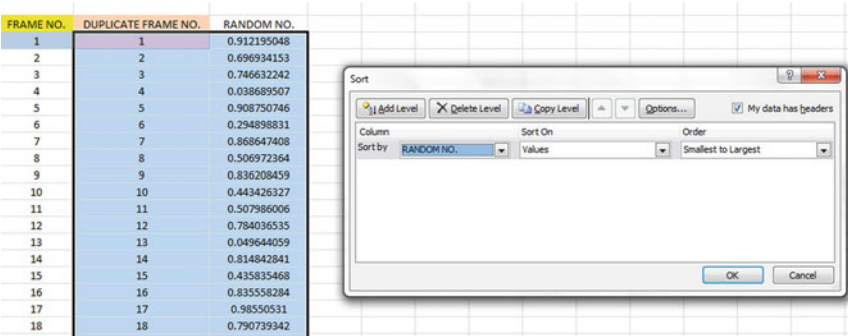 FRAME NO. DUPLICATE FRAME NO. RANDOM NO.
1 1 0.912195048
2 2 0.696934153
3 3 0.746632242
4 4 0.038689507
5 5 0.908750746
6 6 0.294898831
7 7 0.868647408
8 8 0.506972364
9 9 0.836208459
10 10 0.443426327
11 11 0.507986006
12 12 0.784036535
13 13 0.049644059
14 14 0.814842841
15 15 0.435835468
16 16 0.835558284
17 17 0.98550531
18 18 0.790739342
Sort
Add Level Delete Level Copy Level Options... My data has headers
Column Sort On Order
Sort by RANDOM NO. Values Smallest to Largest
OK Cancel